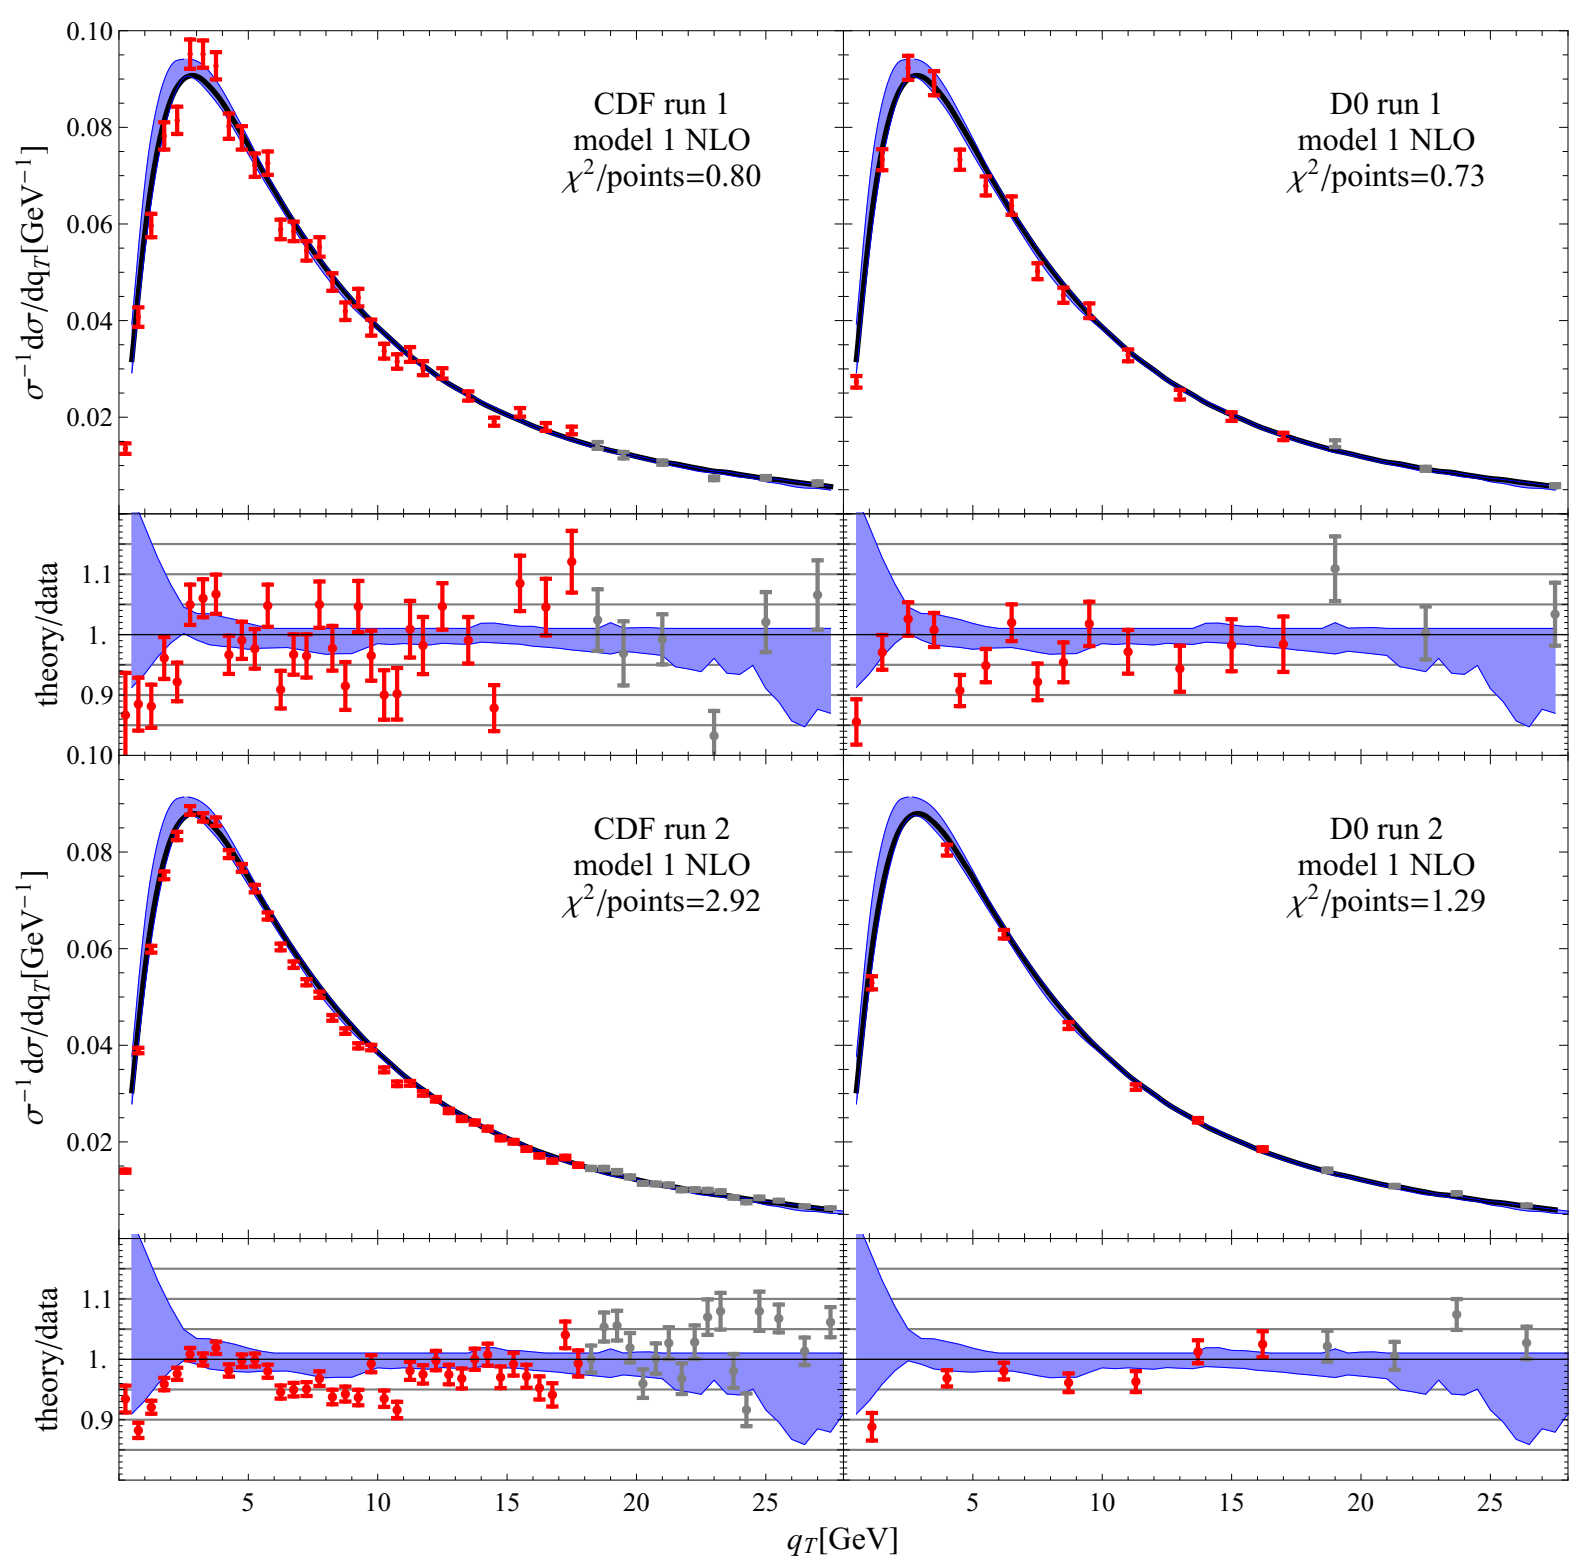 0.10
0.08
0.06
0.04
0.02
σ⁻¹dσ/dq_T[GeV⁻¹]
CDF run 1
model 1 NLO
χ²/points=0.80
D0 run 1
model 1 NLO
χ²/points=0.73
1.1
1.
0.9
theory/data
0.10
0.08
0.06
0.04
0.02
σ⁻¹dσ/dq_T[GeV⁻¹]
CDF run 2
model 1 NLO
χ²/points=2.92
D0 run 2
model 1 NLO
χ²/points=1.29
1.1
1.
0.9
theory/data
5 10 15 20 25 5 10 15 20 25
q_T[GeV]